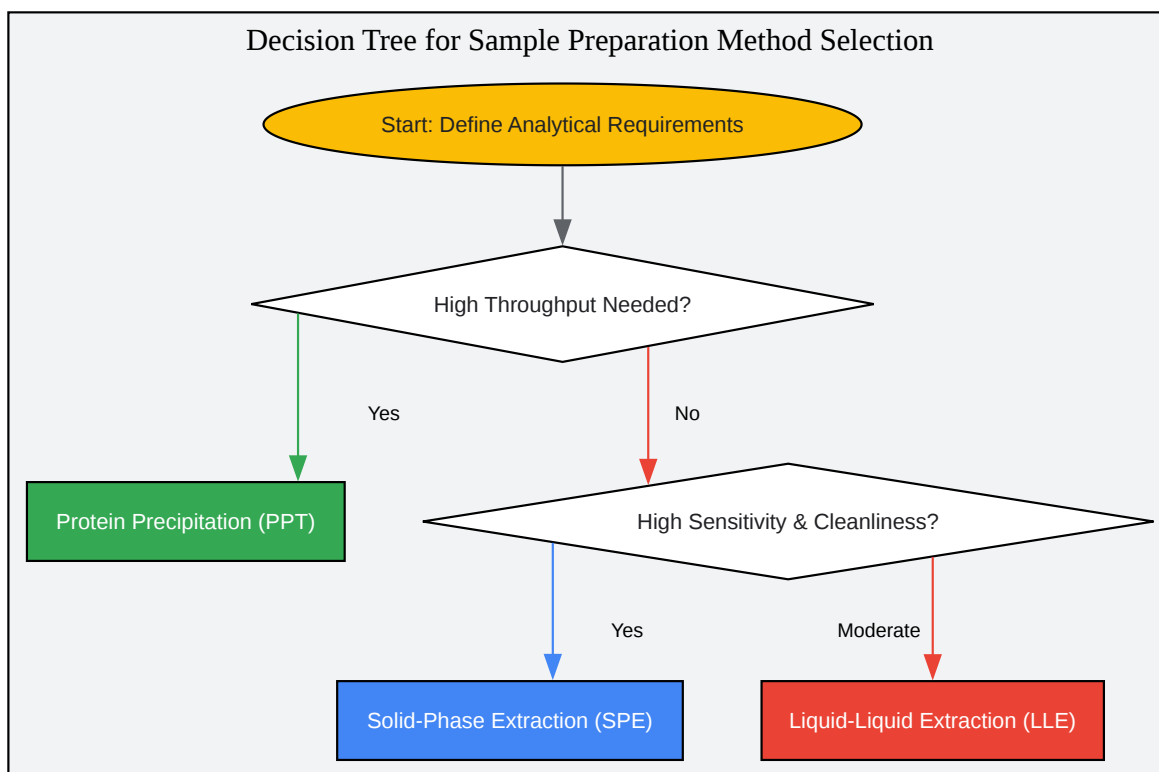 Decision Tree for Sample Preparation Method Selection
Start: Define Analytical Requirements
High Throughput Needed?
Yes
No
Protein Precipitation (PPT)
High Sensitivity & Cleanliness?
Yes
Moderate
Solid-Phase Extraction (SPE)
Liquid-Liquid Extraction (LLE)